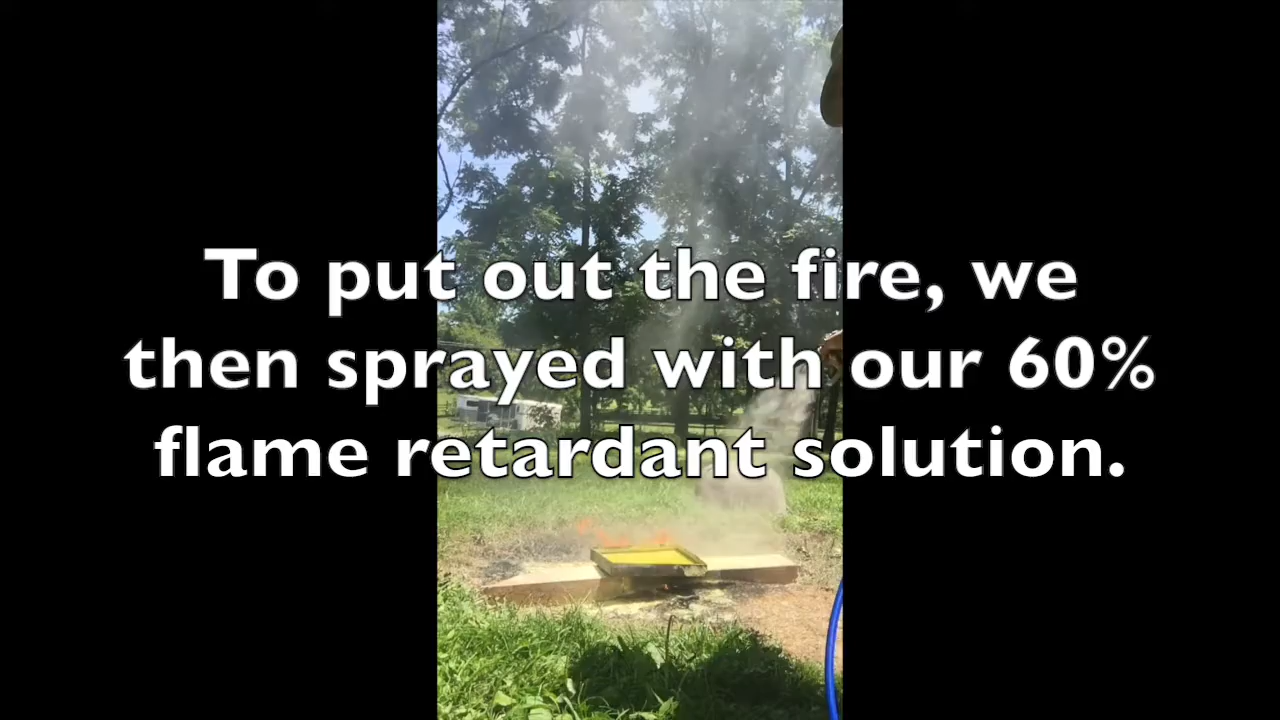 To put out the fire, we
then sprayed with our 60%
flame retardant solution.